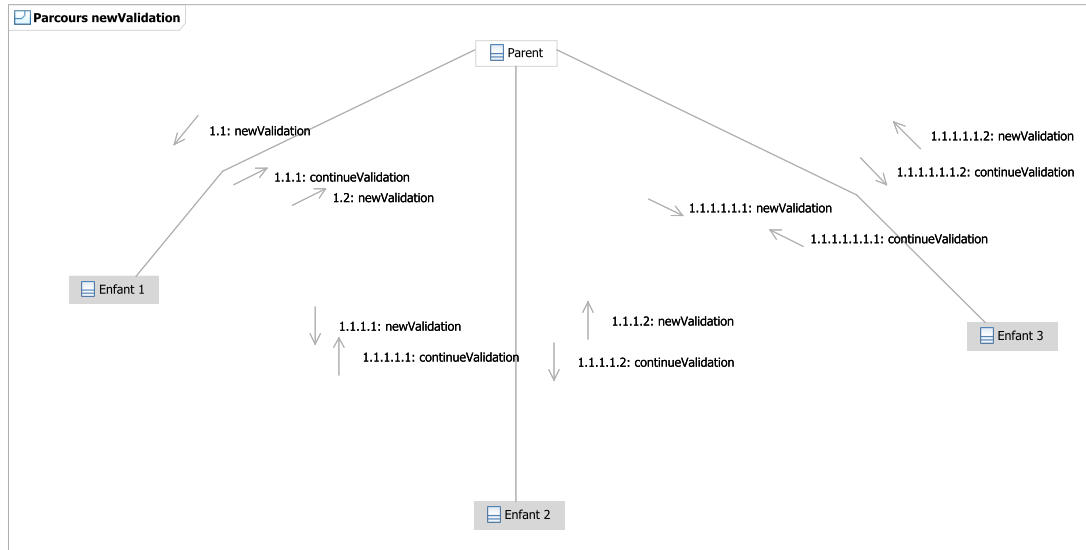 Parcours newValidation
Parent
1.1: newValidation
1.1.1.1.1.2: newValidation
1.1.1: continueValidation
1.1.1.1.1.1.2: continueValidation
1.2: newValidation
1.1.1.1.1.1: newValidation
1.1.1.1.1.1.1: continueValidation
Enfant 1
1.1.1.1: newValidation
1.1.1.2: newValidation
Enfant 3
1.1.1.1.1: continueValidation
1.1.1.1.2: continueValidation
Enfant 2